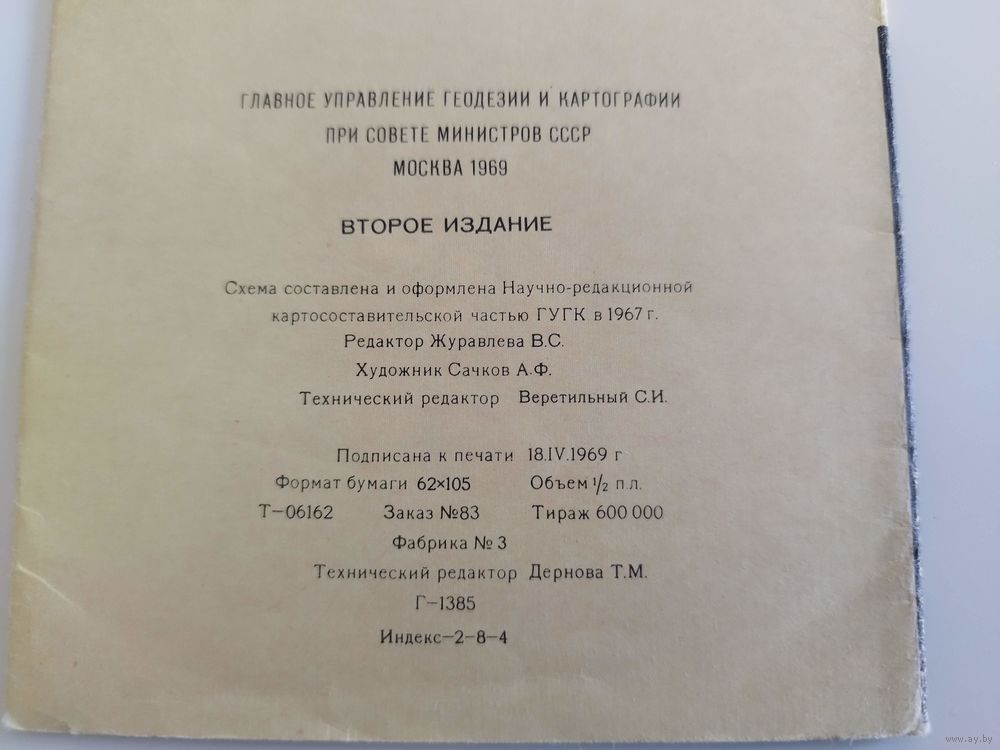 ГЛАВНОЕ УПРАВЛЕНИЕ ГЕОДЕЗИИ И КАРТОГРАФИИ
ПРИ СОВЕТЕ МИНИСТРОВ СССР
МОСКВА 1969
ВТОРОЕ ИЗДАНИЕ
Схема составлена и оформлена Научно-редакционной
картосоставительской частью ГУГК в 1967 г.
Редактор Журавлева В.С.
Художник Сачков А.Ф.
Технический редактор Веретильный С.И.
Подписана к печати 18.IV.1969 г
Формат бумаги 62×105 Объем 1/2 п.л.
Т-06162 Заказ №83 Тираж 600 000
Фабрика № 3
Технический редактор Дернова Т.М.
Г-1385
Индекс-2-8-4
www.ay.by